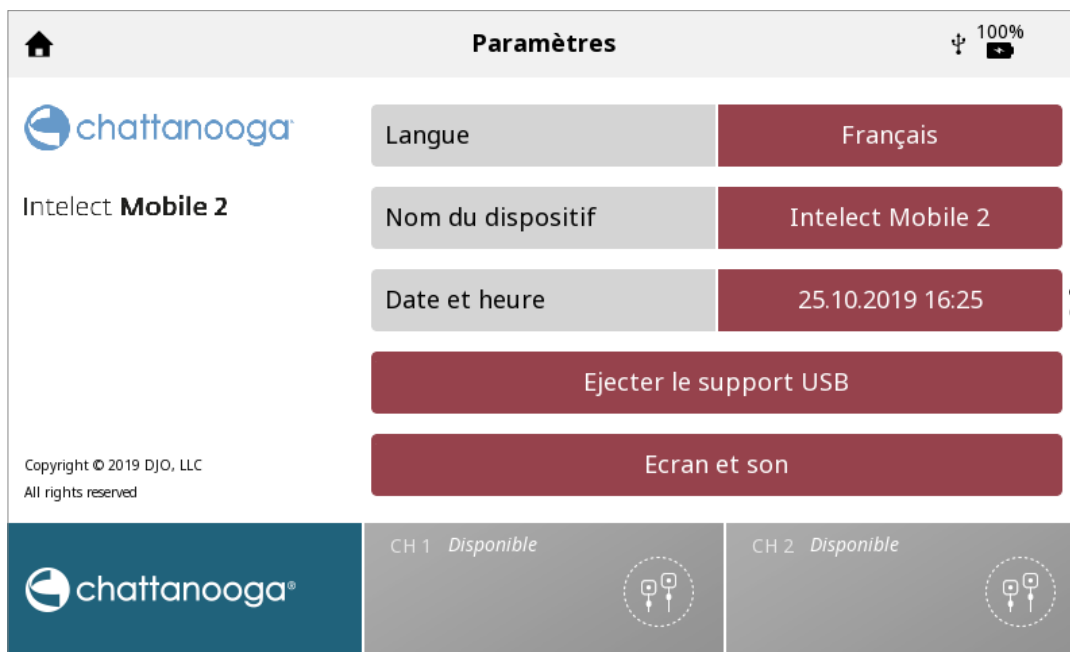 Paramètres
100%
chattanooga
Intelect Mobile 2
Langue
Français
Nom du dispositif
Intelect Mobile 2
Date et heure
25.10.2019 16:25
Ejecter le support USB
Ecran et son
Copyright © 2019 DJO, LLC
All rights reserved
chattanooga®
CH 1 Disponible
CH 2 Disponible